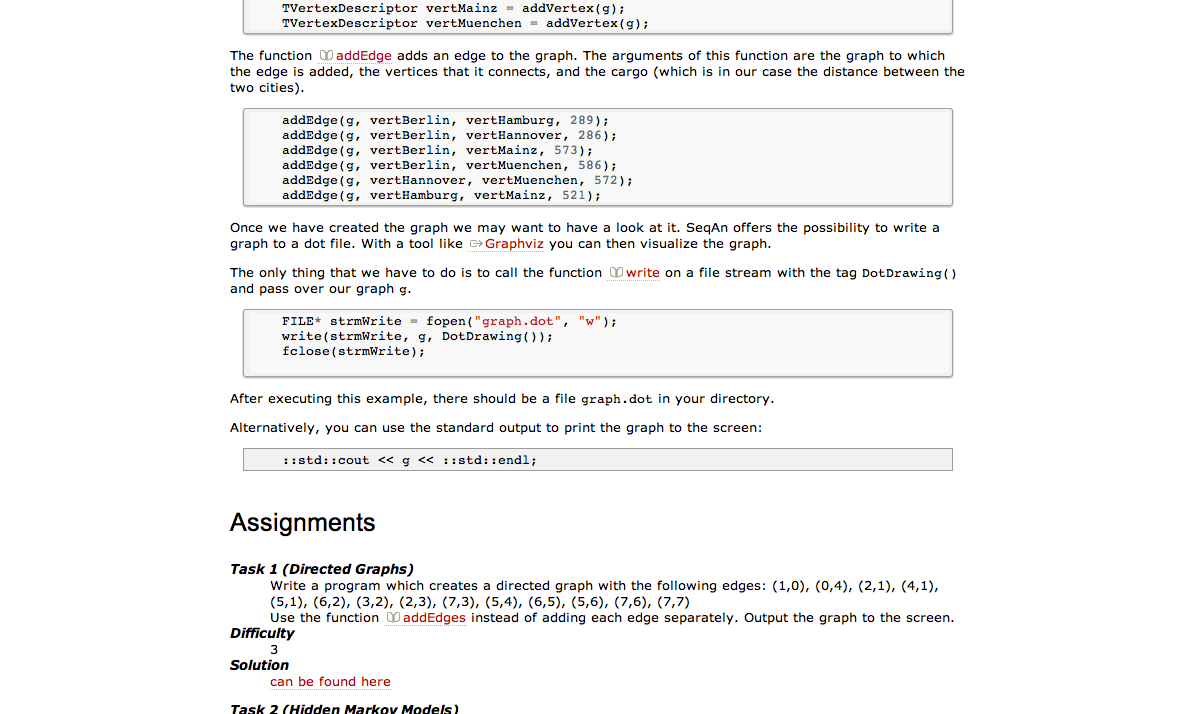 TVertexDescriptor vertMainz = addVertex(g);
TVertexDescriptor vertMuenchen = addVertex(g);
The function addEdge adds an edge to the graph. The arguments of this function are the graph to which
the edge is added, the vertices that it connects, and the cargo (which is in our case the distance between the
two cities).
addEdge(g, vertBerlin, vertHamburg, 289);
addEdge(g, vertBerlin, vertHannover, 286);
addEdge(g, vertBerlin, vertMainz, 573);
addEdge(g, vertBerlin, vertMuenchen, 586);
addEdge(g, vertHannover, vertMuenchen, 572);
addEdge(g, vertHamburg, vertMainz, 521);
Once we have created the graph we may want to have a look at it. SeqAn offers the possibility to write a
graph to a dot file. With a tool like Graphviz you can then visualize the graph.
The only thing that we have to do is to call the function write on a file stream with the tag DotDrawing()
and pass over our graph g.
FILE* strmWrite = fopen("graph.dot", "w");
write(strmWrite, g, DotDrawing());
fclose(strmWrite);
After executing this example, there should be a file graph.dot in your directory.
Alternatively, you can use the standard output to print the graph to the screen:
::std::cout << g << ::std::endl;
Assignments
Task 1 (Directed Graphs)
Write a program which creates a directed graph with the following edges: (1,0), (0,4), (2,1), (4,1),
(5,1), (6,2), (3,2), (2,3), (7,3), (5,4), (6,5), (5,6), (7,6), (7,7)
Use the function addEdges instead of adding each edge separately. Output the graph to the screen.
Difficulty
3
Solution
can be found here
Task 2 (Hidden Markov Models)